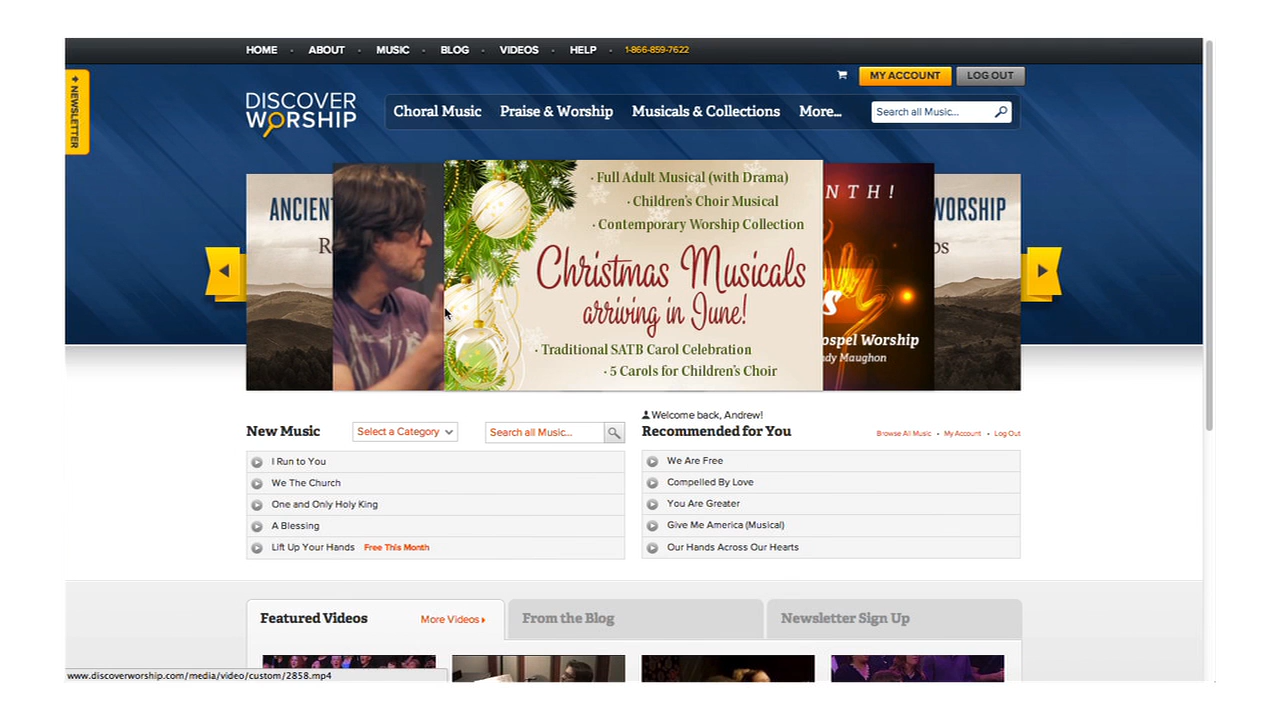 HOME · ABOUT · MUSIC · BLOG · VIDEOS · HELP · 1-866-859-7622
NEWSLETTER
MY ACCOUNT
LOG OUT
DISCOVER
WORSHIP
Choral Music
Praise & Worship
Musicals & Collections
More...
Search all Music...
ANCIEN
R
· Full Adult Musical (with Drama)
· Children's Choir Musical
· Contemporary Worship Collection
Christmas Musicals
arriving in June!
· Traditional SATB Carol Celebration
· 5 Carols for Children's Choir
NTH!
s
ospel Worship
dy Maughon
WORSHIP
ps
New Music
Select a Category
Search all Music...
I Run to You
We The Church
One and Only Holy King
A Blessing
Lift Up Your Hands Free This Month
Welcome back, Andrew!
Recommended for You
Browse All Music • My Account • Log Out
We Are Free
Compelled By Love
You Are Greater
Give Me America (Musical)
Our Hands Across Our Hearts
Featured Videos
More Videos
From the Blog
Newsletter Sign Up
www.discoverworship.com/media/video/custom/2858.mp4